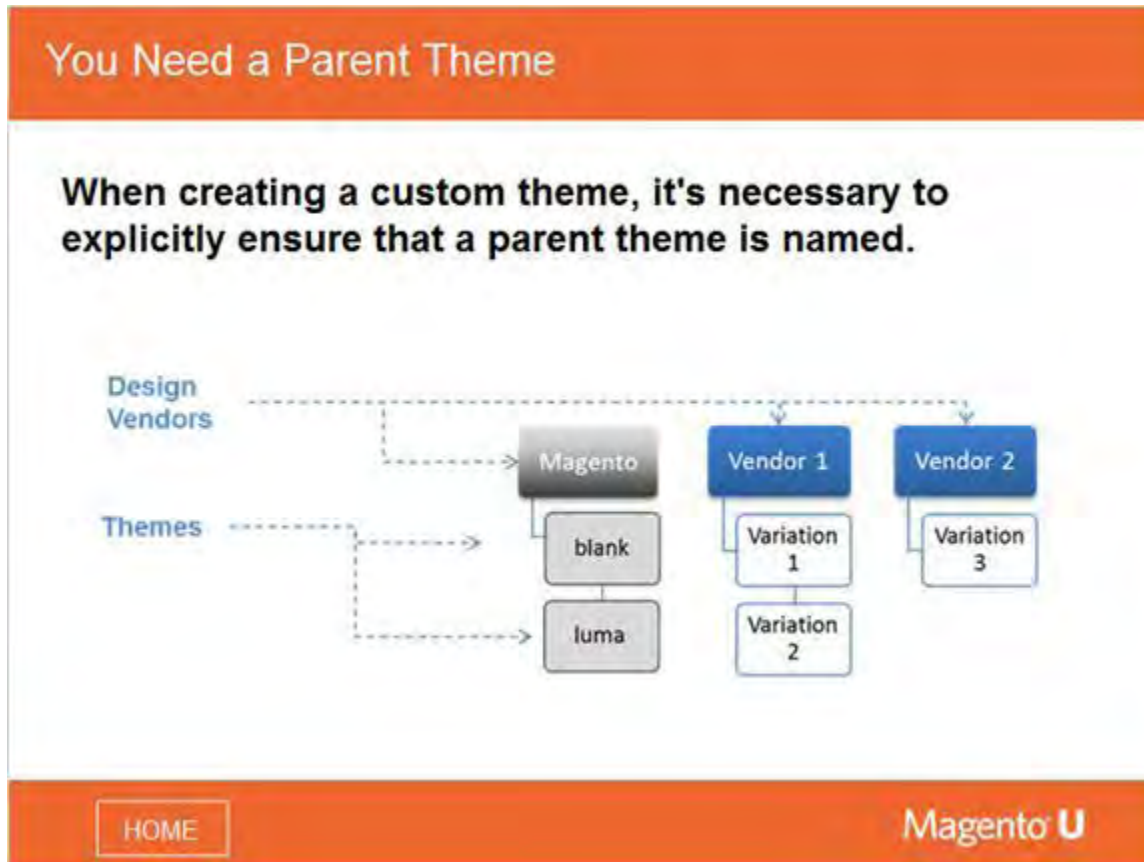 You Need a Parent Theme
When creating a custom theme, it's necessary to
explicitly ensure that a parent theme is named.
Design
Vendors
Magento
Vendor 1
Vendor 2
Themes
blank
Variation
1
Variation
3
luma
Variation
2
HOME
Magento U